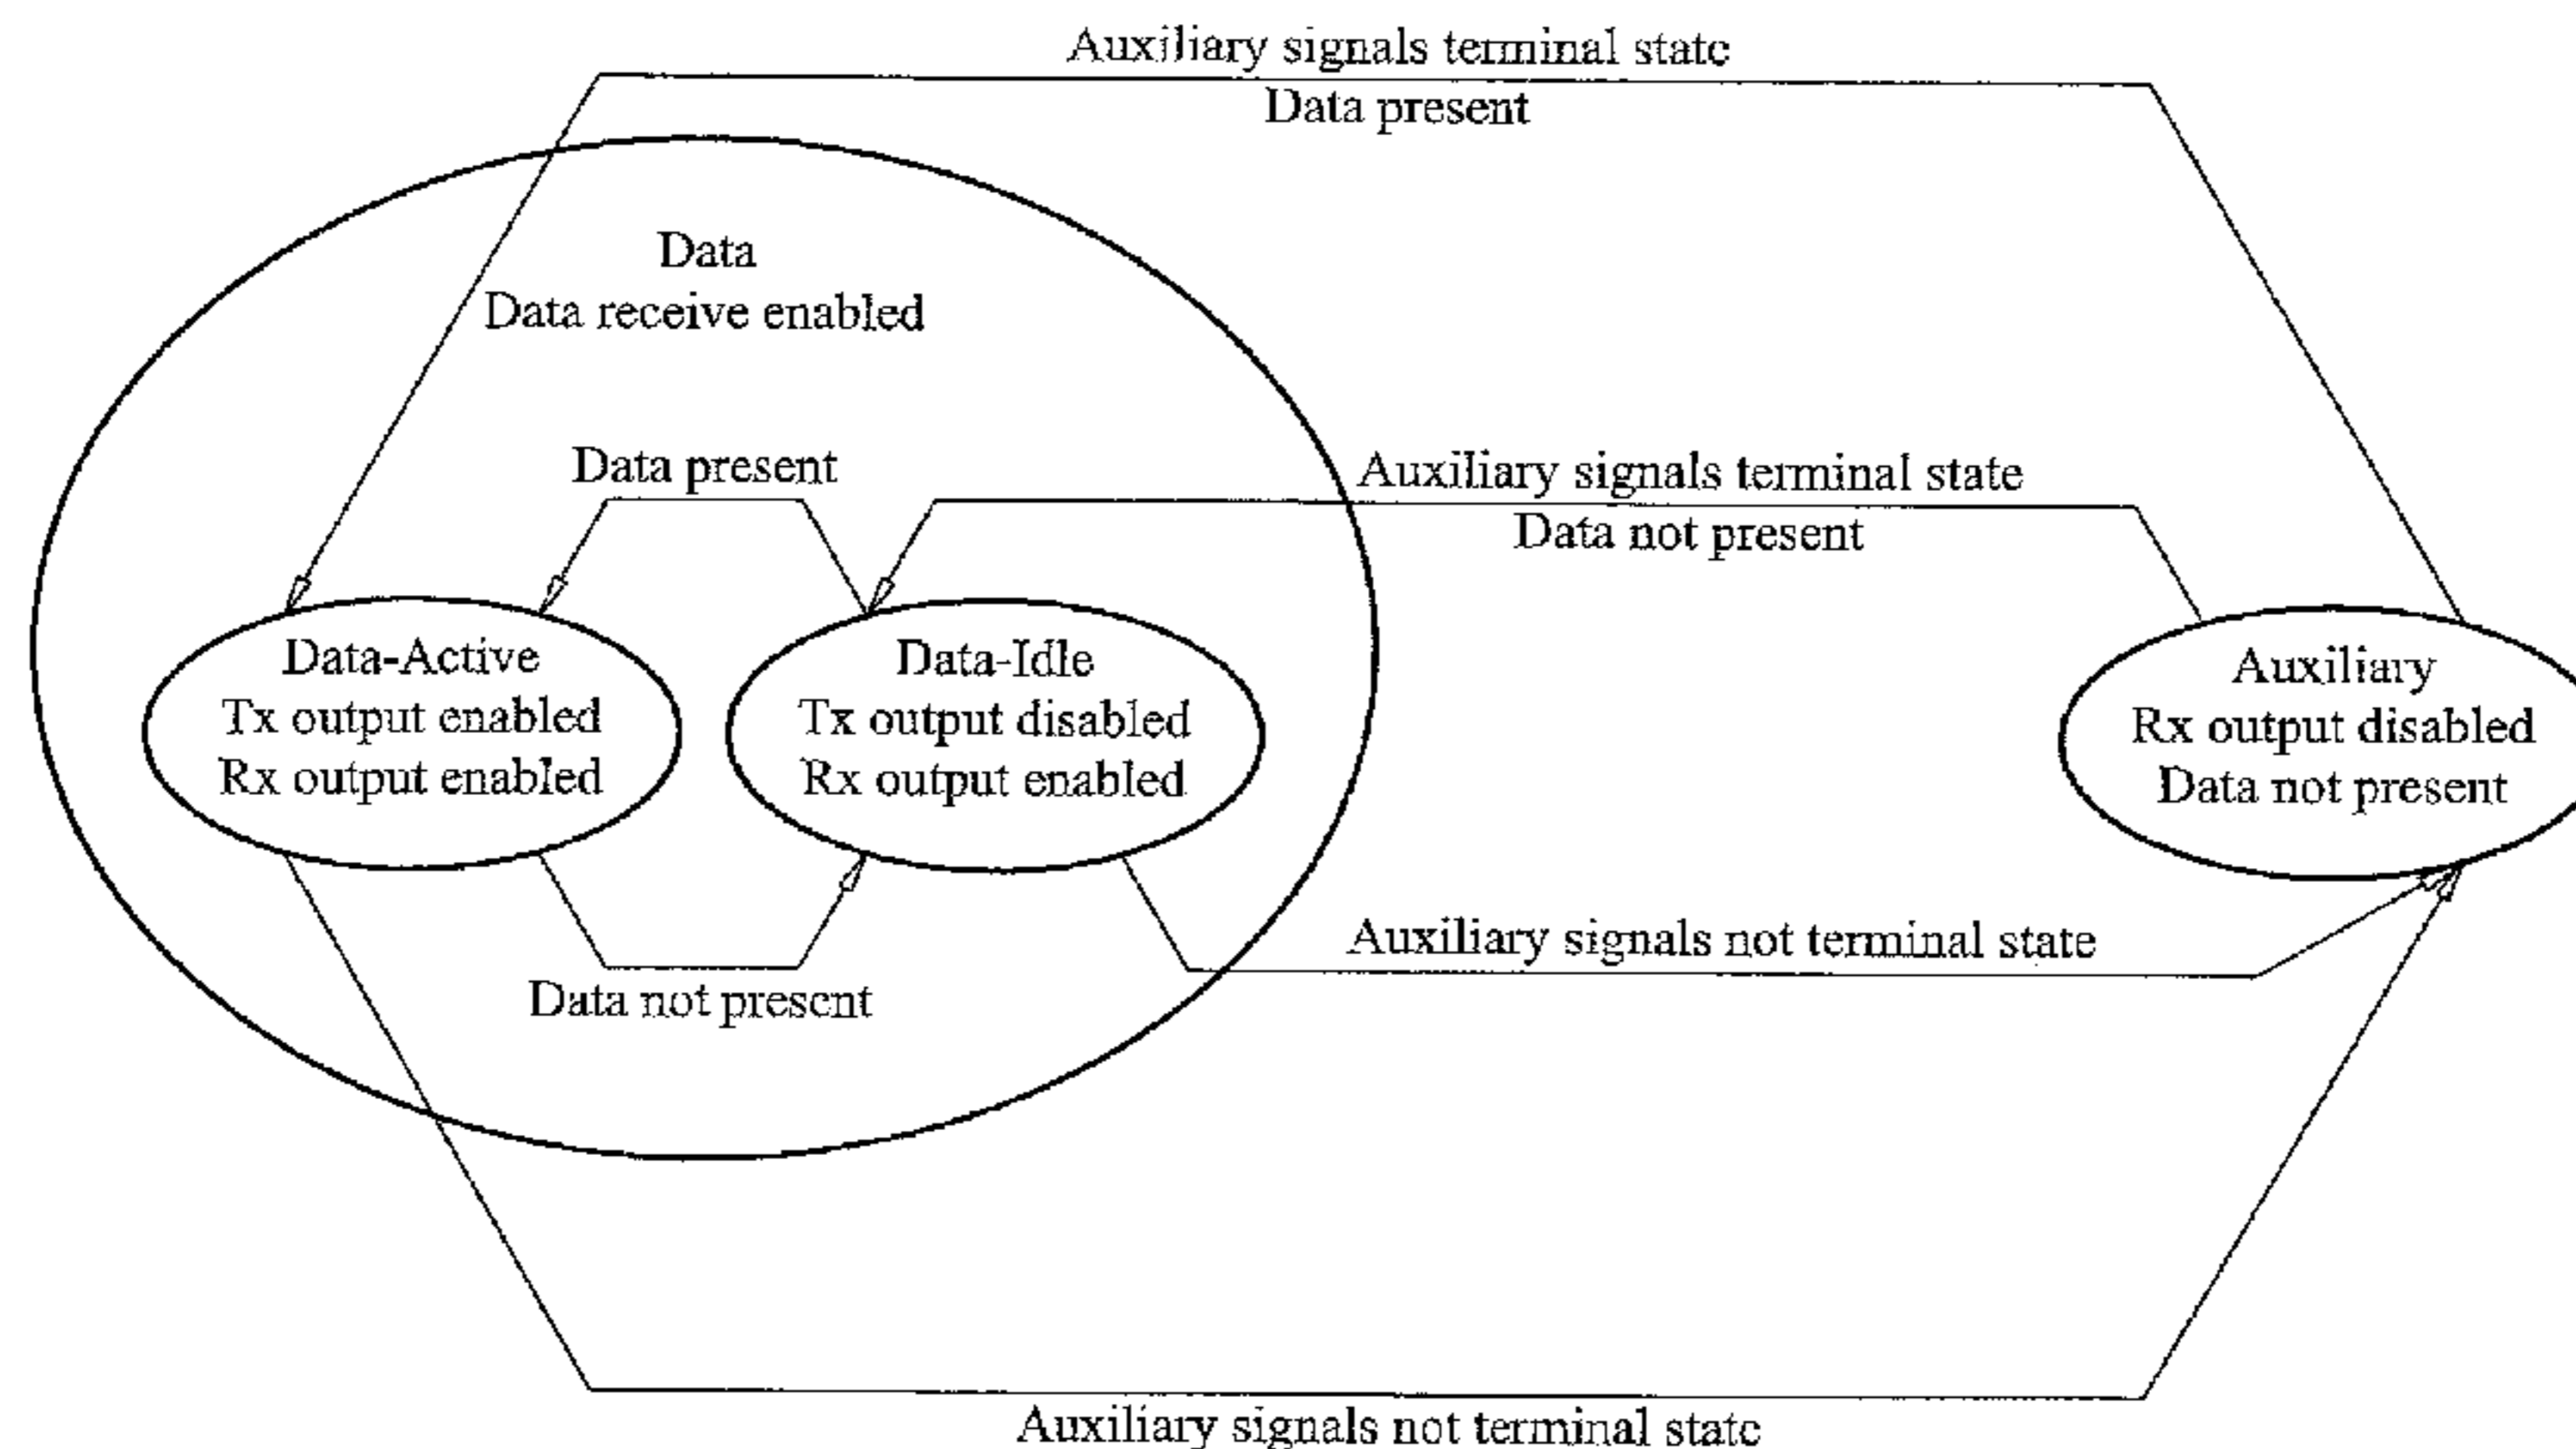 Auxiliary signals terminal state
Data present
Data
Data receive enabled
Data present
Auxiliary signals terminal state
Data not present
Data-Active
Tx output enabled
Rx output enabled
Data-Idle
Tx output disabled
Rx output enabled
Auxiliary
Rx output disabled
Data not present
Auxiliary signals not terminal state
Data not present
Auxiliary signals not terminal state